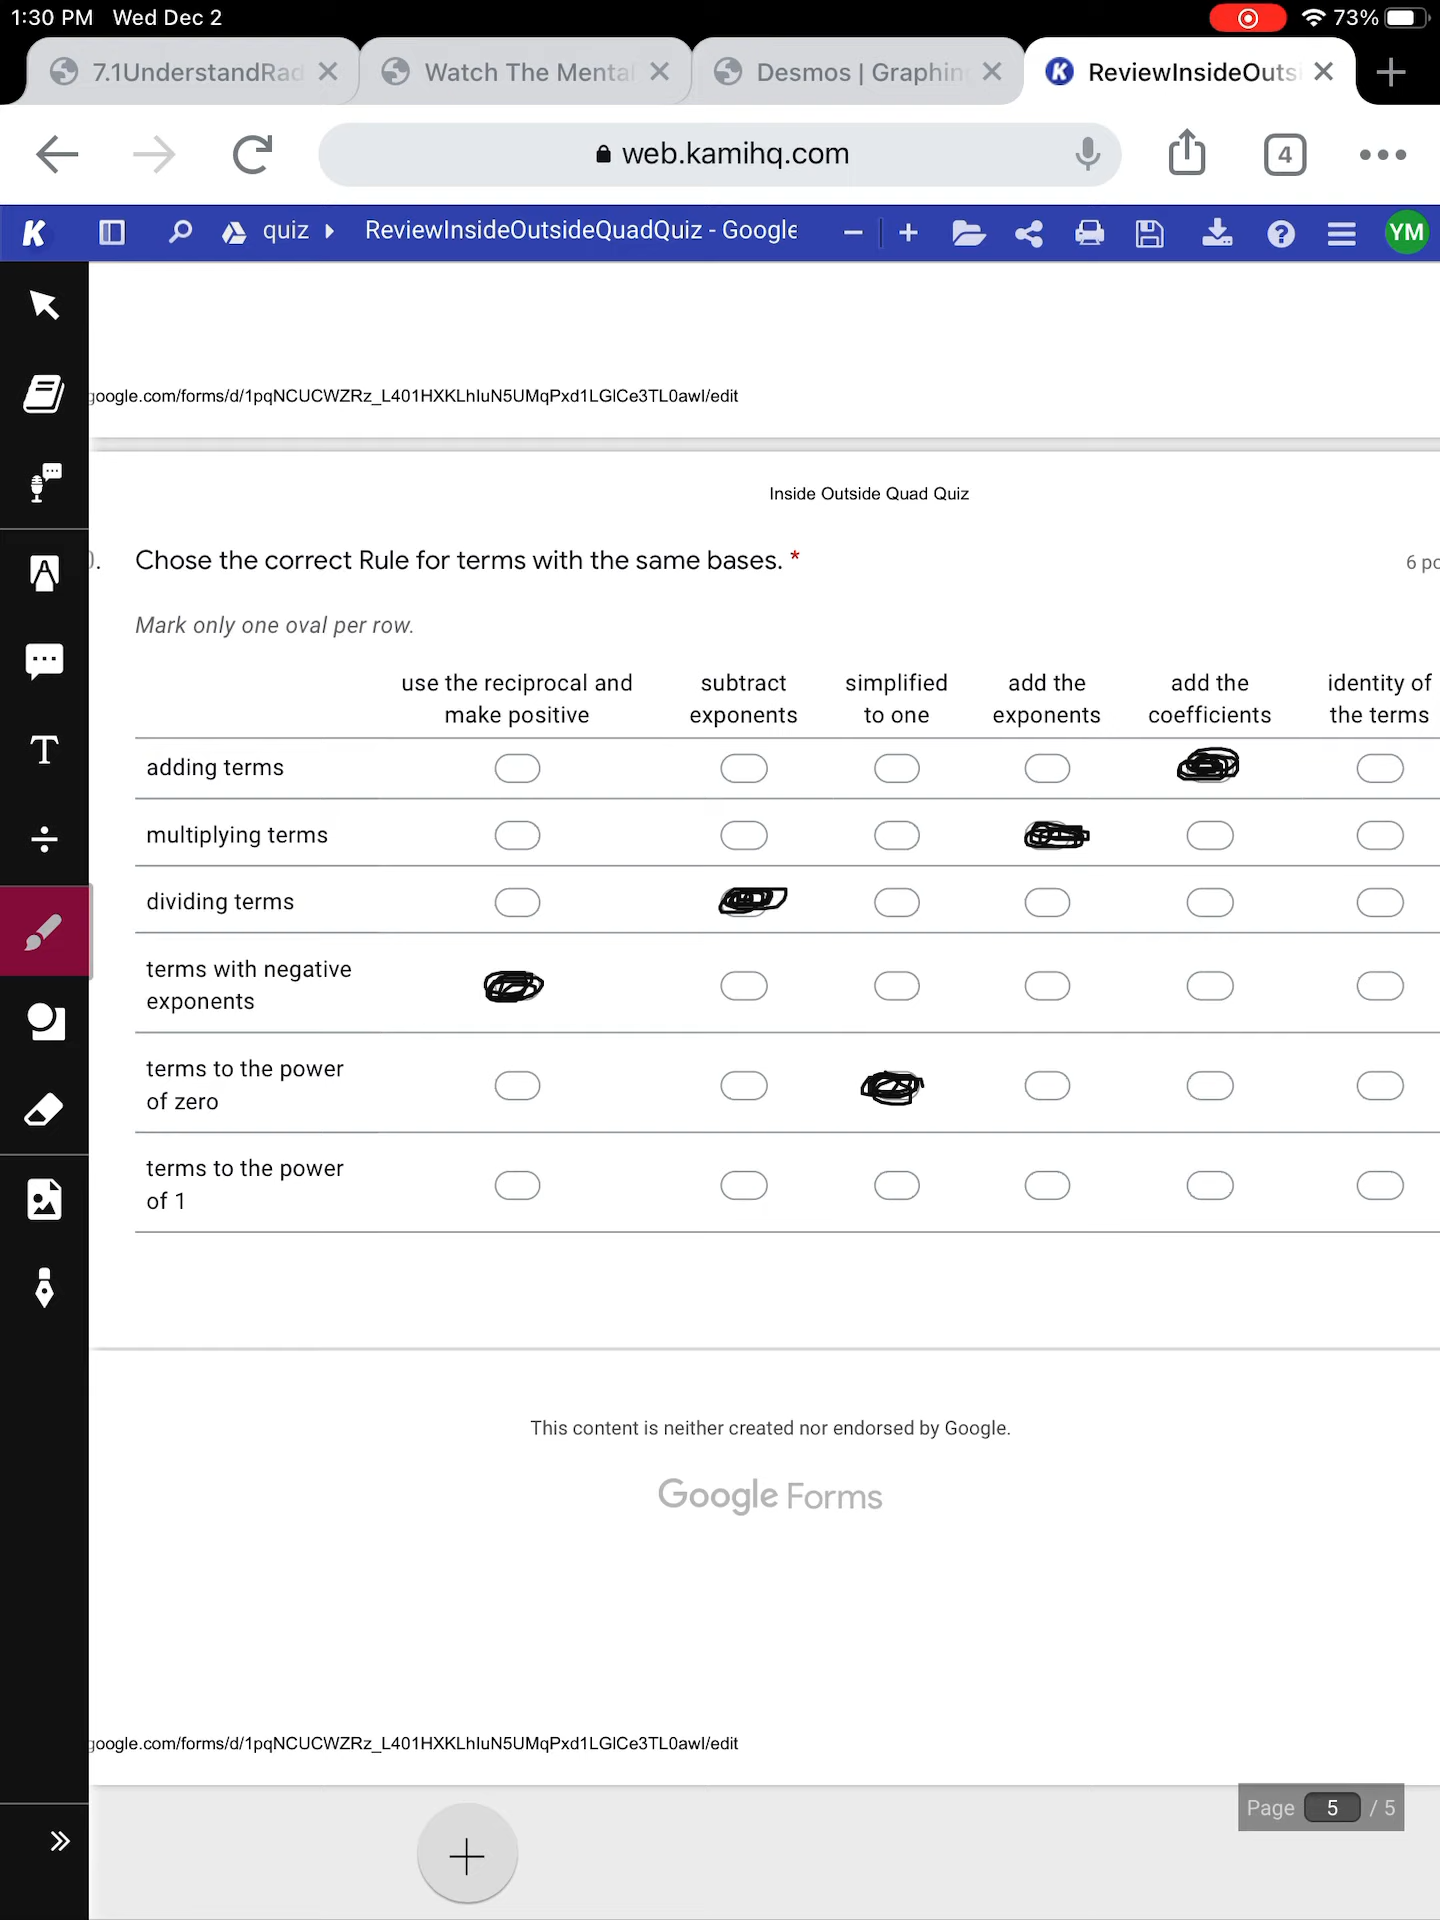 1:30 PM Wed Dec 2
73%
7.1UnderstandRad
Watch The Mental
Desmos | Graphin
ReviewInsideOutsi
web.kamihq.com
4
quiz
ReviewInsideOutsideQuadQuiz - Google
YM
google.com/forms/d/1pqNCUCWZRz_L401HXKLhIuN5UMqPxd1LGlCe3TL0awI/edit
Inside Outside Quad Quiz
Chose the correct Rule for terms with the same bases. *
6 po
Mark only one oval per row.
use the reciprocal and make positive
subtract exponents
simplified to one
add the exponents
add the coefficients
identity of the terms
adding terms
multiplying terms
dividing terms
terms with negative
exponents
terms to the power
of zero
terms to the power
of 1
This content is neither created nor endorsed by Google.
Google Forms
google.com/forms/d/1pqNCUCWZRz_L401HXKLhIuN5UMqPxd1LGlCe3TL0awI/edit
Page 5 / 5